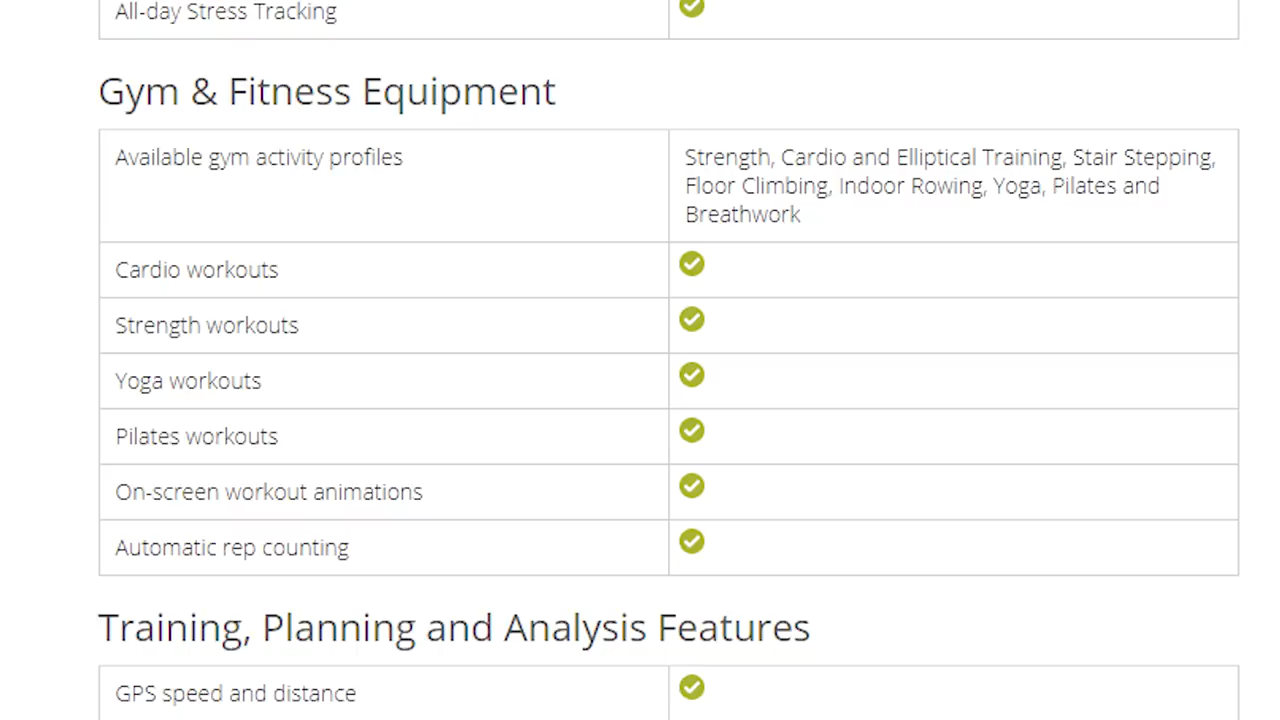 All-day Stress Tracking
Gym & Fitness Equipment
Available gym activity profiles
Strength, Cardio and Elliptical Training, Stair Stepping,
Floor Climbing, Indoor Rowing, Yoga, Pilates and
Breathwork
Cardio workouts
Strength workouts
Yoga workouts
Pilates workouts
On-screen workout animations
Automatic rep counting
Training, Planning and Analysis Features
GPS speed and distance